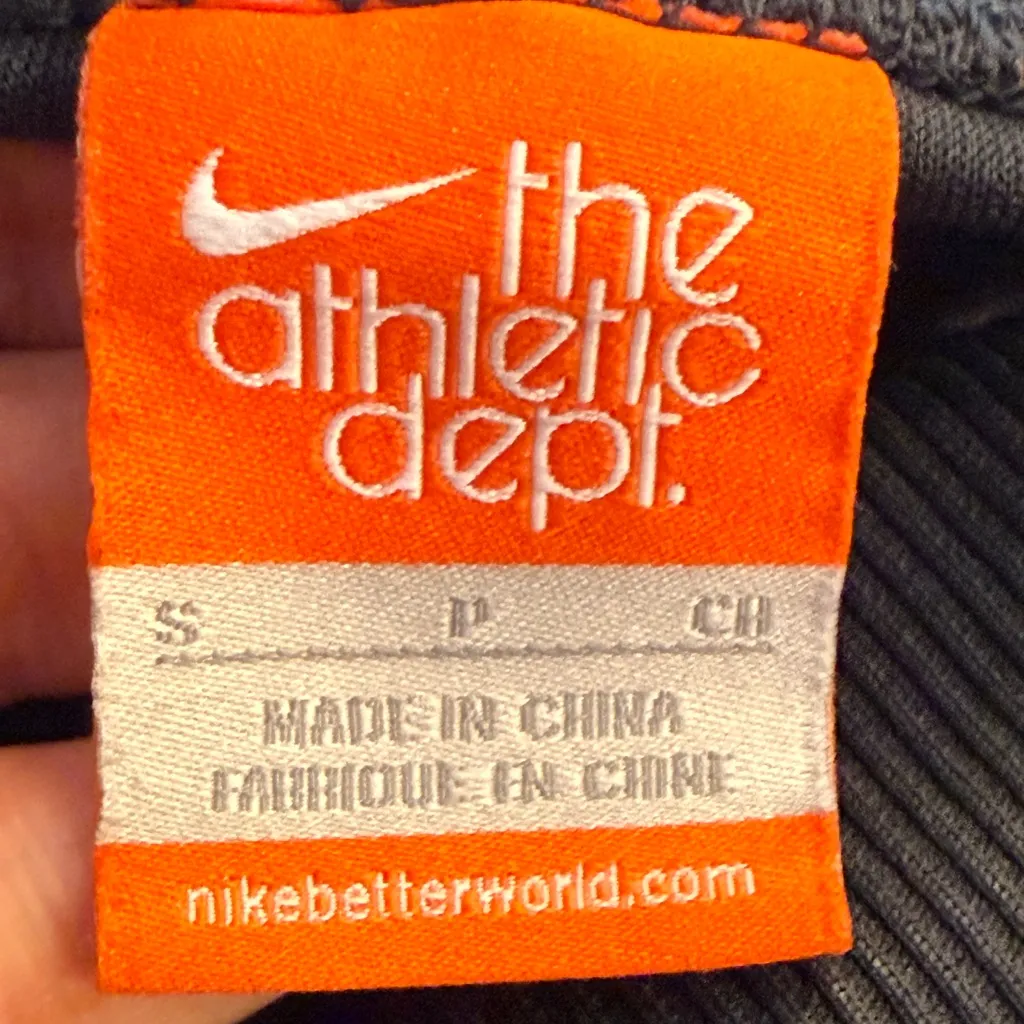 the
athletic
dept.
S P CH
MADE IN CHINA
FABRIQUE EN CHINE
nikebetterworld.com